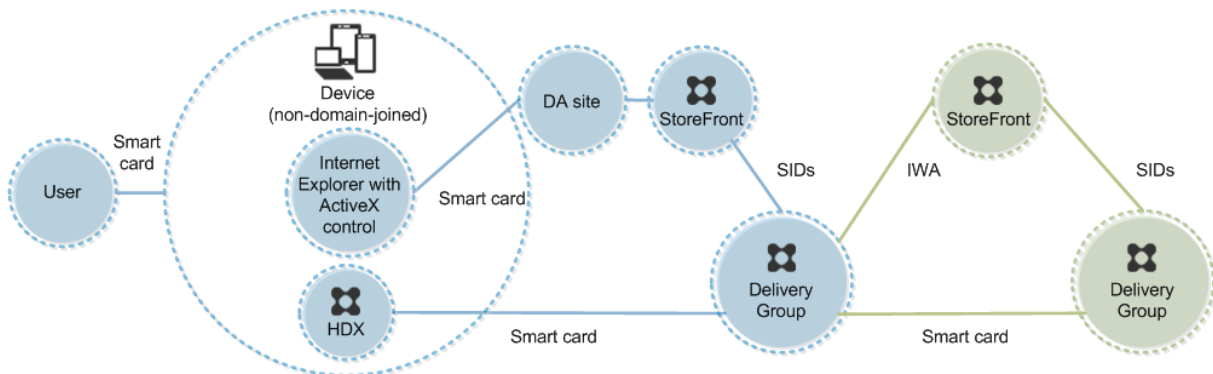 Smart
card
User
Device
(non-domain-joined)
Internet
Explorer with
ActiveX
control
HDX
Smart card
DA site
StoreFront
SIDs
Smart card
Delivery
Group
IWA
StoreFront
SIDs
Smart card
Delivery
Group